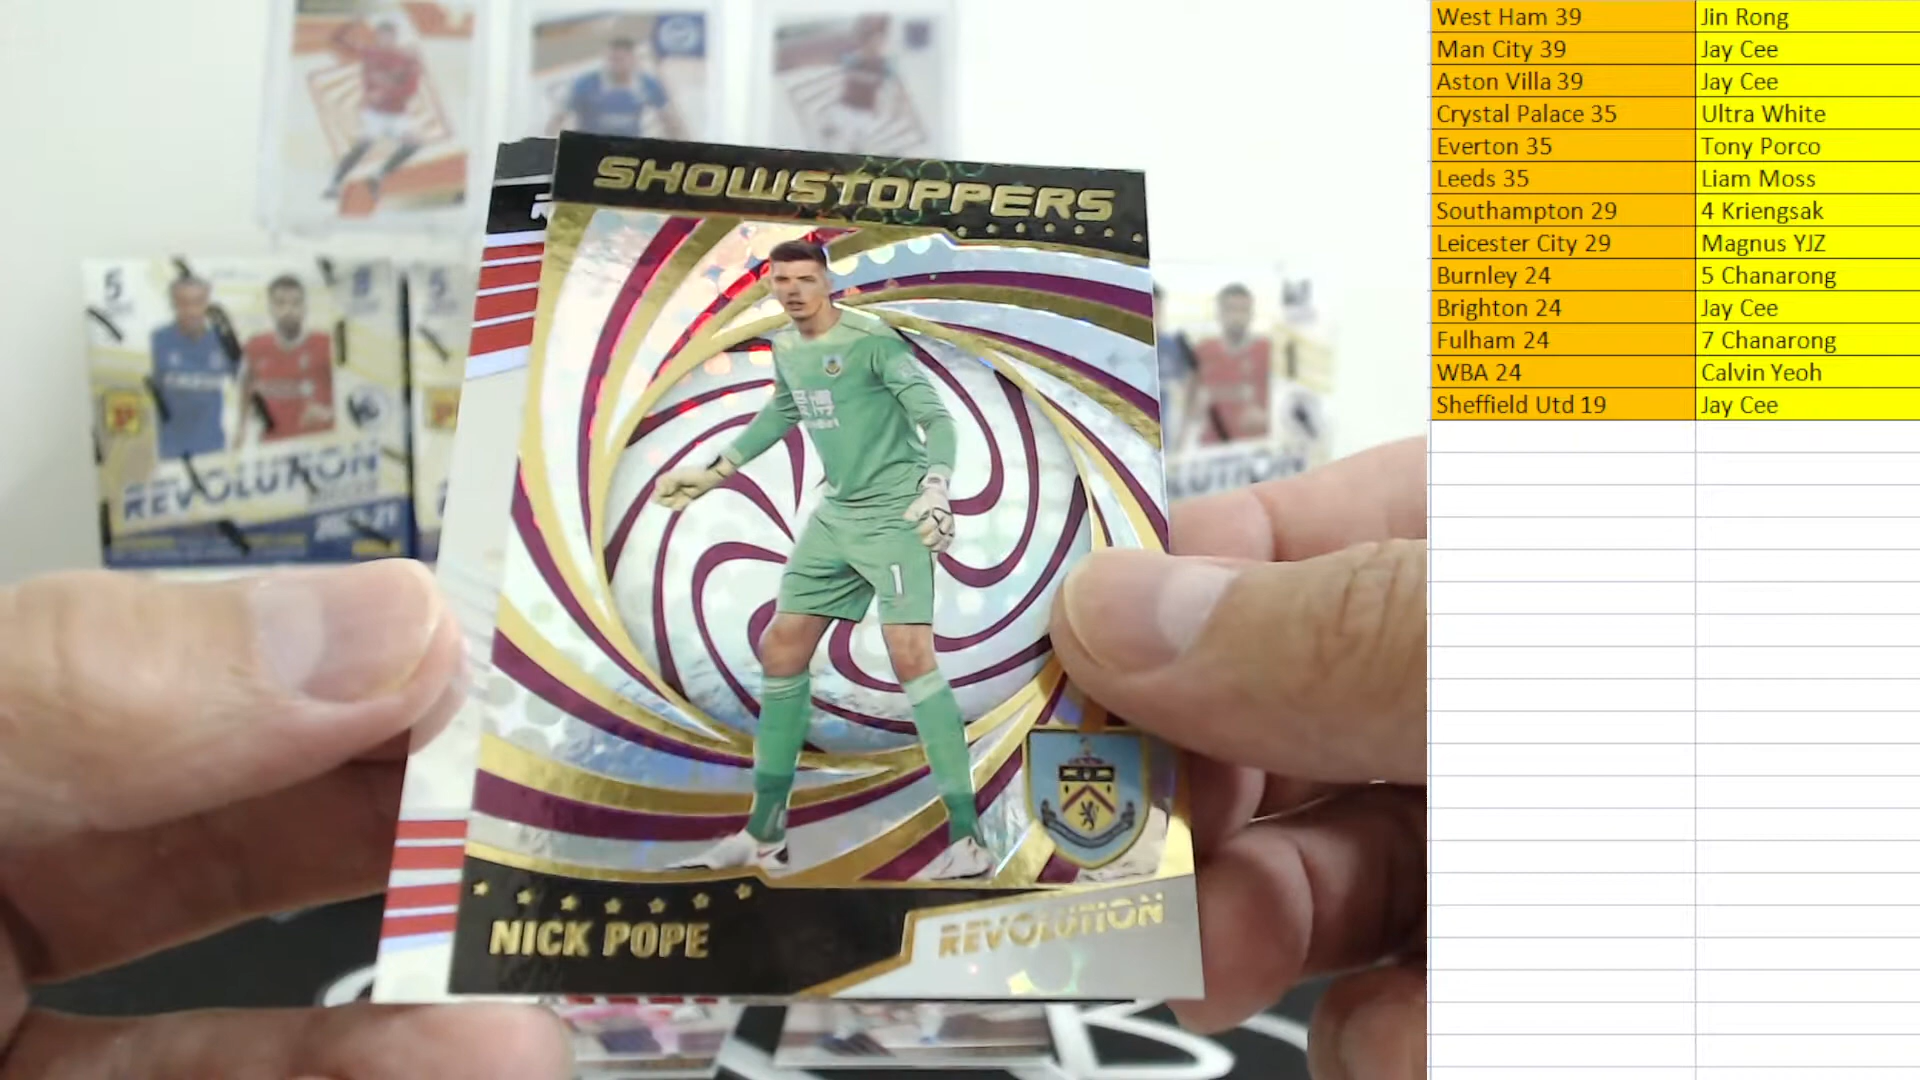 SHOWSTOPPERS
1
NICK POPE
REVOLUTION
5
5
REVOLUTION
West Ham 39 Jin Rong
Man City 39 Jay Cee
Aston Villa 39 Jay Cee
Crystal Palace 35 Ultra White
Everton 35 Tony Porco
Leeds 35 Liam Moss
Southampton 29 4 Kriengsak
Leicester City 29 Magnus YJZ
Burnley 24 5 Chanarong
Brighton 24 Jay Cee
Fulham 24 7 Chanarong
WBA 24 Calvin Yeoh
Sheffield Utd 19 Jay Cee